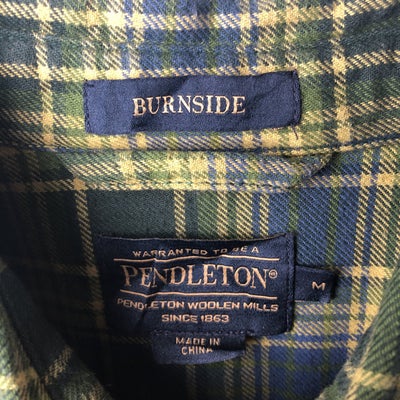 BURNSIDE
WARRANTED TO BE A
PENDLETON®
PENDLETON WOOLEN MILLS
SINCE 1863
M
MADE IN
CHINA